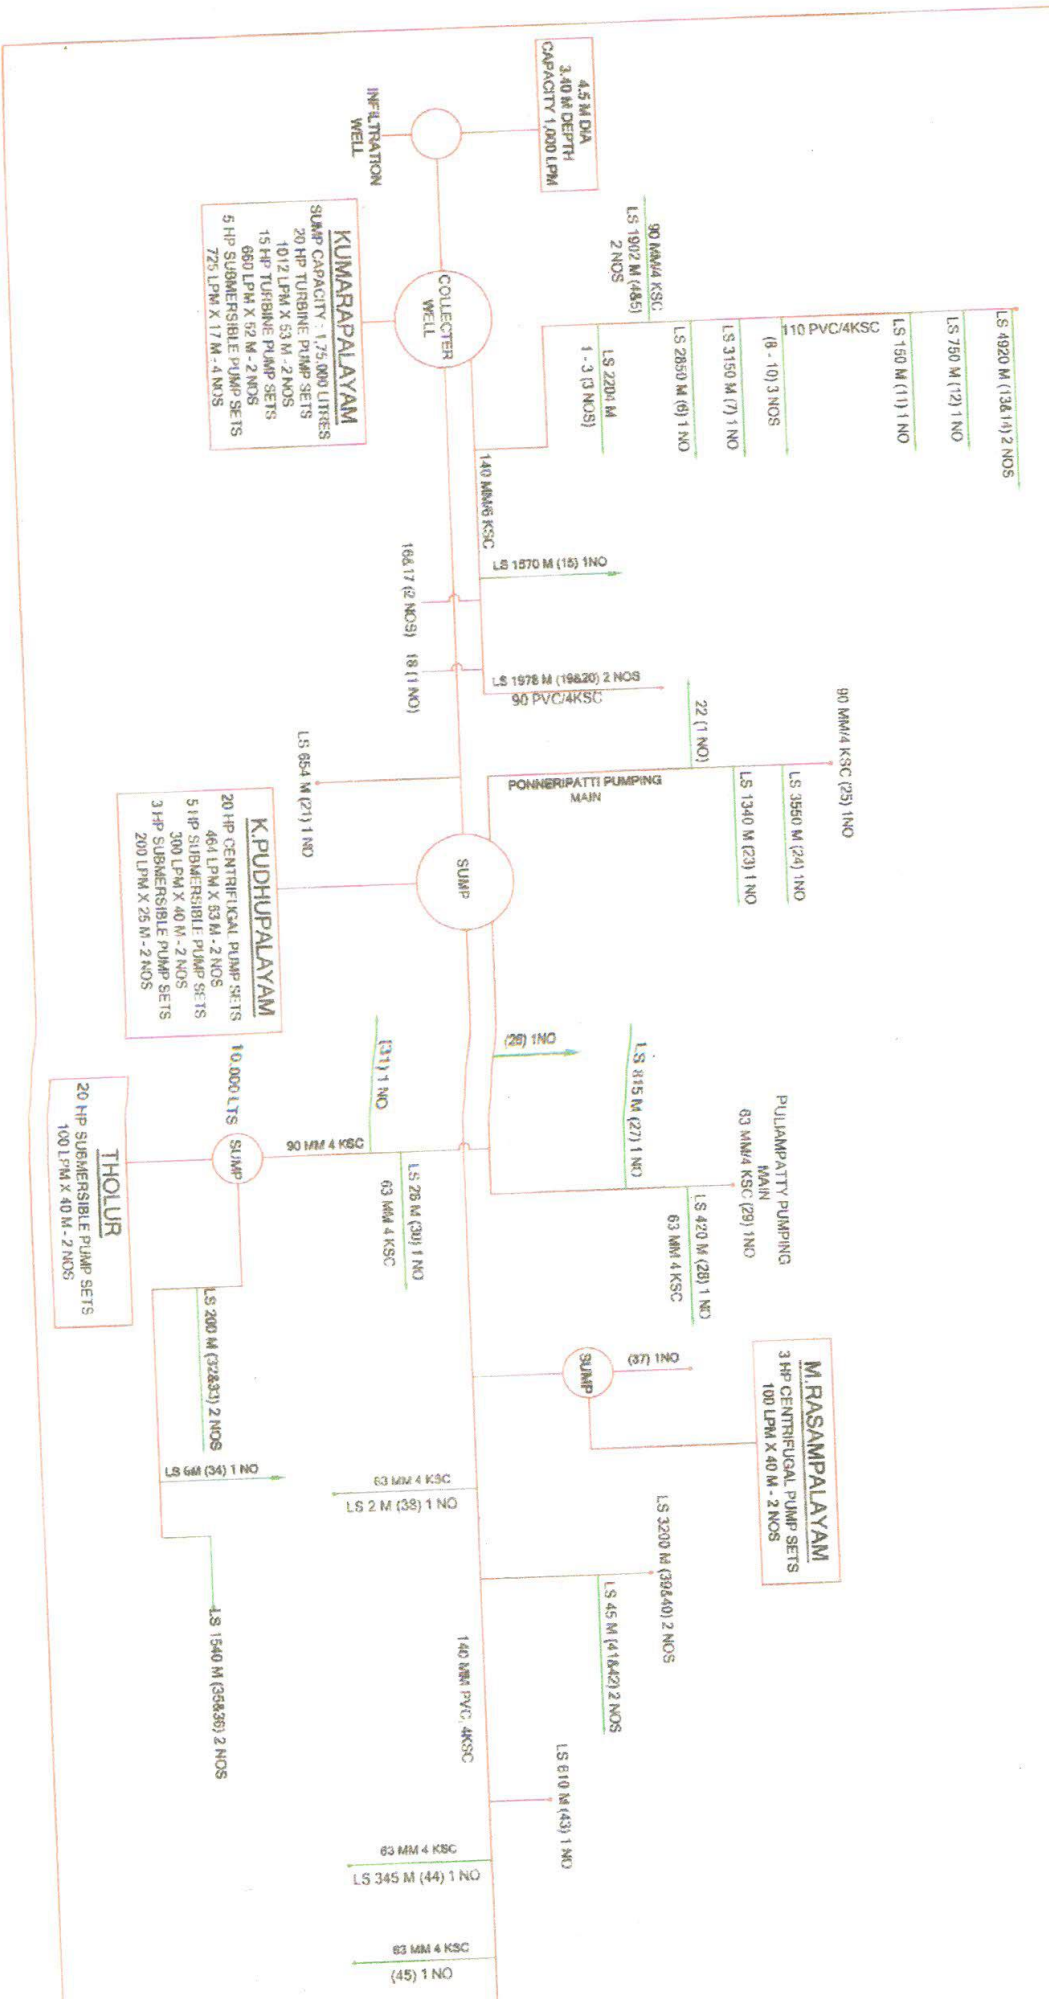 4.5 M DIA
3.40 M DEPTH
CAPACITY 1,000 LPM
INFILTRATION
WELL
COLLECTER
WELL
KUMARAPALAYAM
SUMP CAPACITY : 1,75,000 LITRES
20 HP TURBINE PUMP SETS
1012 LPM X 53 M - 2 NOS
15 HP TURBINE PUMP SETS
660 LPM X 52 M - 2 NOS
5 HP SUBMERSIBLE PUMP SETS
725 LPM X 17 M - 4 NOS
90 MM/4 KSC
LS 1902 M (4&5)
2 NOS
110 PVC/4KSC
LS 4920 M (13&14) 2 NOS
LS 750 M (12) 1 NO
LS 150 M (11) 1 NO
(8 - 10) 3 NOS
LS 3150 M (7) 1 NO
LS 2850 M (6) 1 NO
LS 2204 M
1 - 3 (3 NOS)
140 MM/6 KSC
LS 1570 M (15) 1NO
16&17 (2 NOS)
18 (1 NO)
LS 1978 M (19&20) 2 NOS
90 PVC/4KSC
LS 654 M (21) 1 NO
22 (1 NO)
PONNERIPATTI PUMPING
MAIN
90 MM/4 KSC (25) 1NO
LS 3550 M (24) 1NO
LS 1340 M (23) 1 NO
SUMP
K.PUDHUPALAYAM
20 HP CENTRIFUGAL PUMP SETS
464 LPM X 83 M - 2 NOS
5 HP SUBMERSIBLE PUMP SETS
300 LPM X 40 M - 2 NOS
3 HP SUBMERSIBLE PUMP SETS
200 LPM X 25 M - 2 NOS
(26) 1NO
LS 815 M (27) 1 NO
PULIAMPATTY PUMPING
MAIN
63 MM/4 KSC (29) 1NO
LS 420 M (28) 1 NO
63 MM 4 KSC
(31) 1 NO
90 MM 4 KSC
LS 28 M (30) 1 NO
63 MM 4 KSC
10,000 LTS
SUMP
THOLUR
20 HP SUBMERSIBLE PUMP SETS
100 LPM X 40 M - 2 NOS
LS 200 M (32&33) 2 NOS
LS 6M (34) 1 NO
LS 1540 M (35&36) 2 NOS
SUMP
(37) 1NO
M.RASAMPALAYAM
3 HP CENTRIFUGAL PUMP SETS
100 LPM X 40 M - 2 NOS
63 MM 4 KSC
LS 2 M (38) 1 NO
LS 3200 M (39&40) 2 NOS
LS 45 M (41&42) 2 NOS
140 MM PVC, 4KSC
LS 610 M (43) 1 NO
63 MM 4 KSC
LS 345 M (44) 1 NO
63 MM 4 KSC
(45) 1 NO